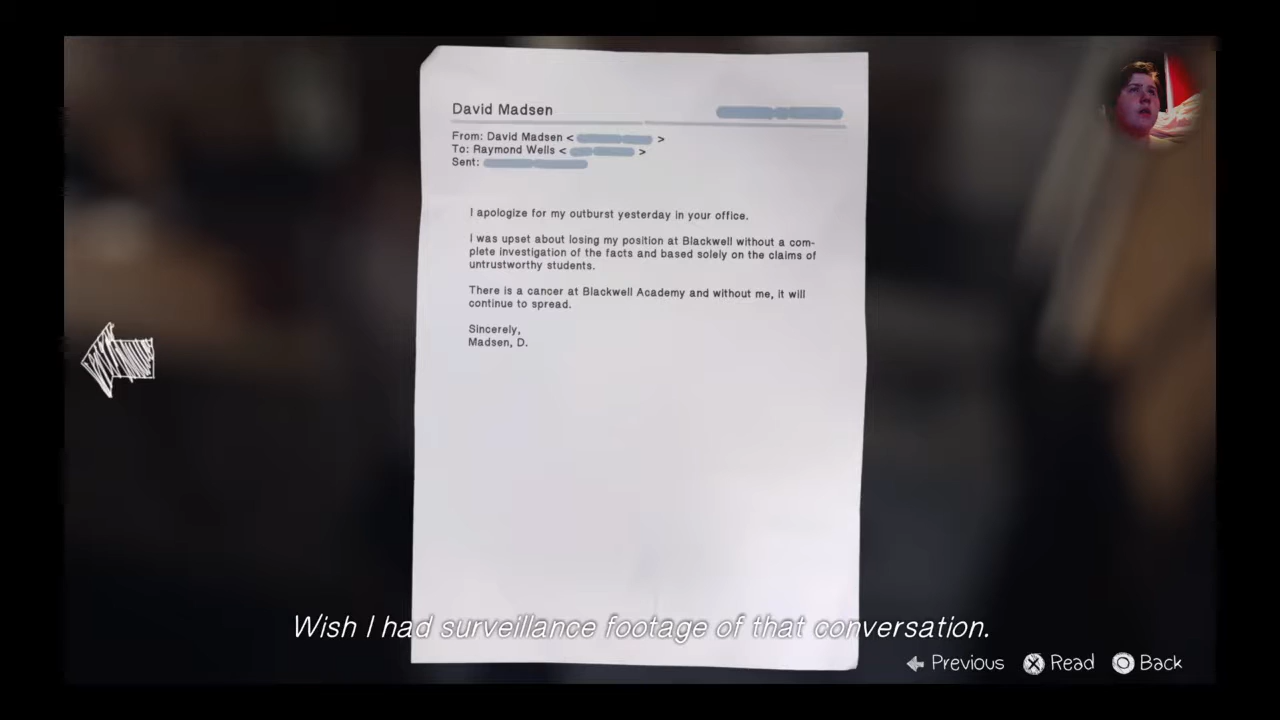 David Madsen
From: David Madsen < >
To: Raymond Wells < >
Sent:
I apologize for my outburst yesterday in your office.
I was upset about losing my position at Blackwell without a com-
plete investigation of the facts and based solely on the claims of
untrustworthy students.
There is a cancer at Blackwell Academy and without me, it will
continue to spread.
Sincerely,
Madsen, D.
Wish I had surveillance footage of that conversation.
Previous Read Back